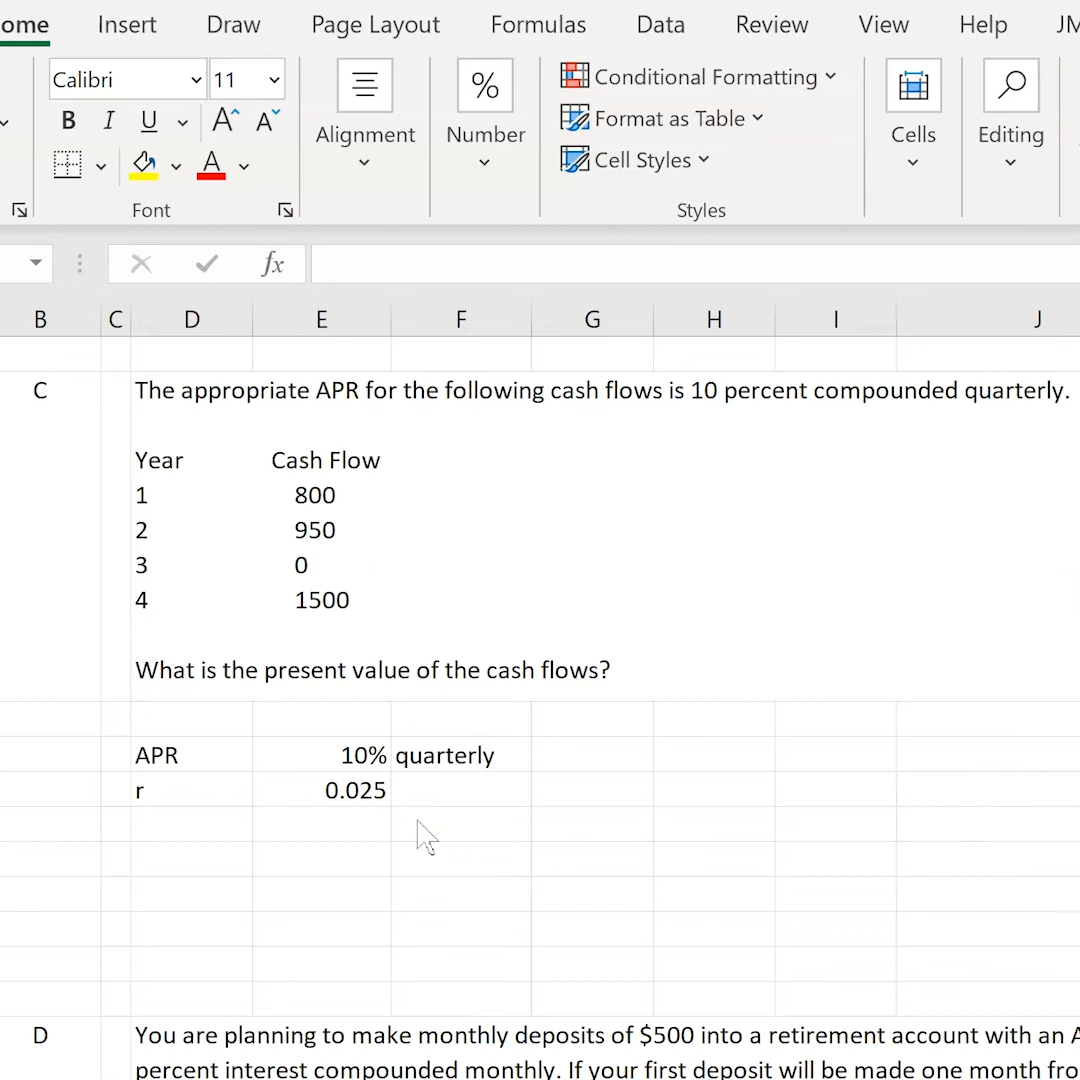 ome Insert Draw Page Layout Formulas Data Review View Help JM
Calibri 11 % Conditional Formatting
B I U A A Alignment Number Format as Table Cells Editing
A Cell Styles
Font Styles
fx
B C D E F G H I J
C The appropriate APR for the following cash flows is 10 percent compounded quarterly.
Year Cash Flow
1 800
2 950
3 0
4 1500
What is the present value of the cash flows?
APR 10% quarterly
r 0.025
D You are planning to make monthly deposits of $500 into a retirement account with an A
percent interest compounded monthly. If your first deposit will be made one month fro